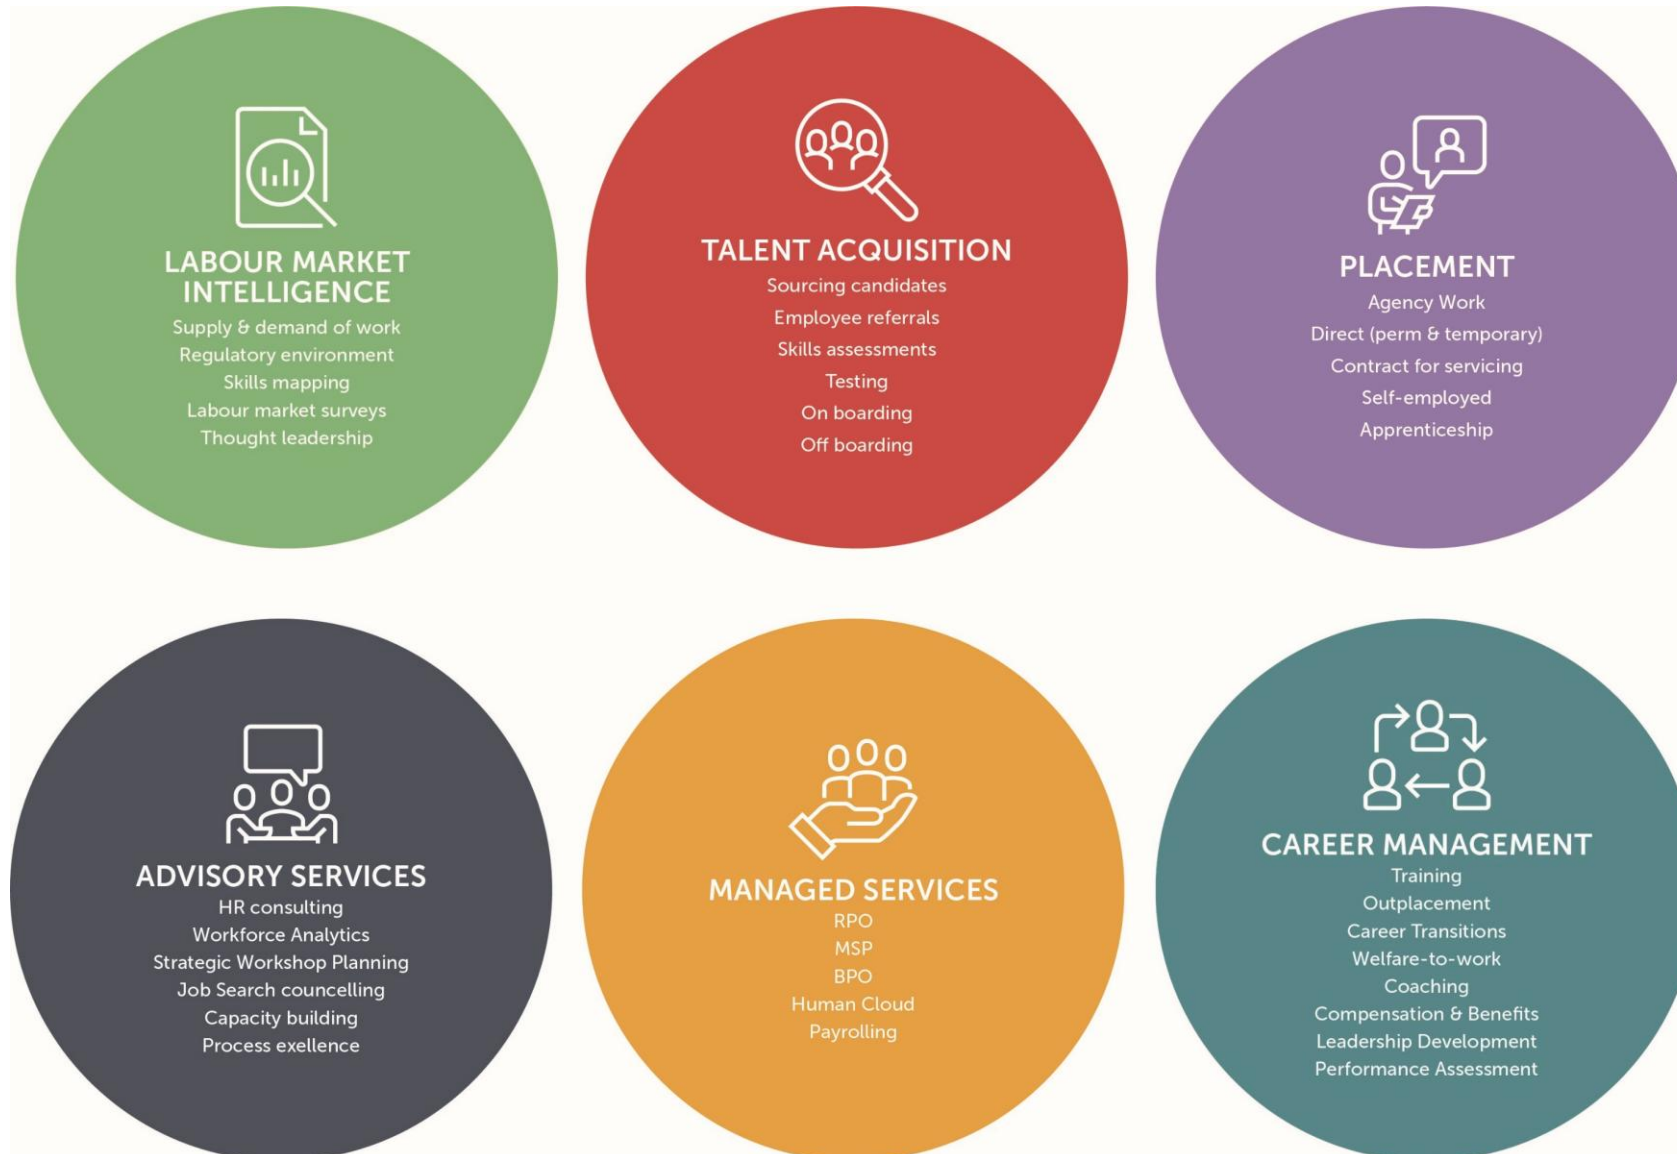 LABOUR MARKET
INTELLIGENCE
Supply & demand of work
Regulatory environment
Skills mapping
Labour market surveys
Thought leadership
TALENT ACQUISITION
Sourcing candidates
Employee referrals
Skills assessments
Testing
On boarding
Off boarding
PLACEMENT
Agency Work
Direct (perm & temporary)
Contract for servicing
Self-employed
Apprenticeship
ADVISORY SERVICES
HR consulting
Workforce Analytics
Strategic Workshop Planning
Job Search councelling
Capacity building
Process exellence
MANAGED SERVICES
RPO
MSP
BPO
Human Cloud
Payrolling
CAREER MANAGEMENT
Training
Outplacement
Career Transitions
Welfare-to-work
Coaching
Compensation & Benefits
Leadership Development
Performance Assessment